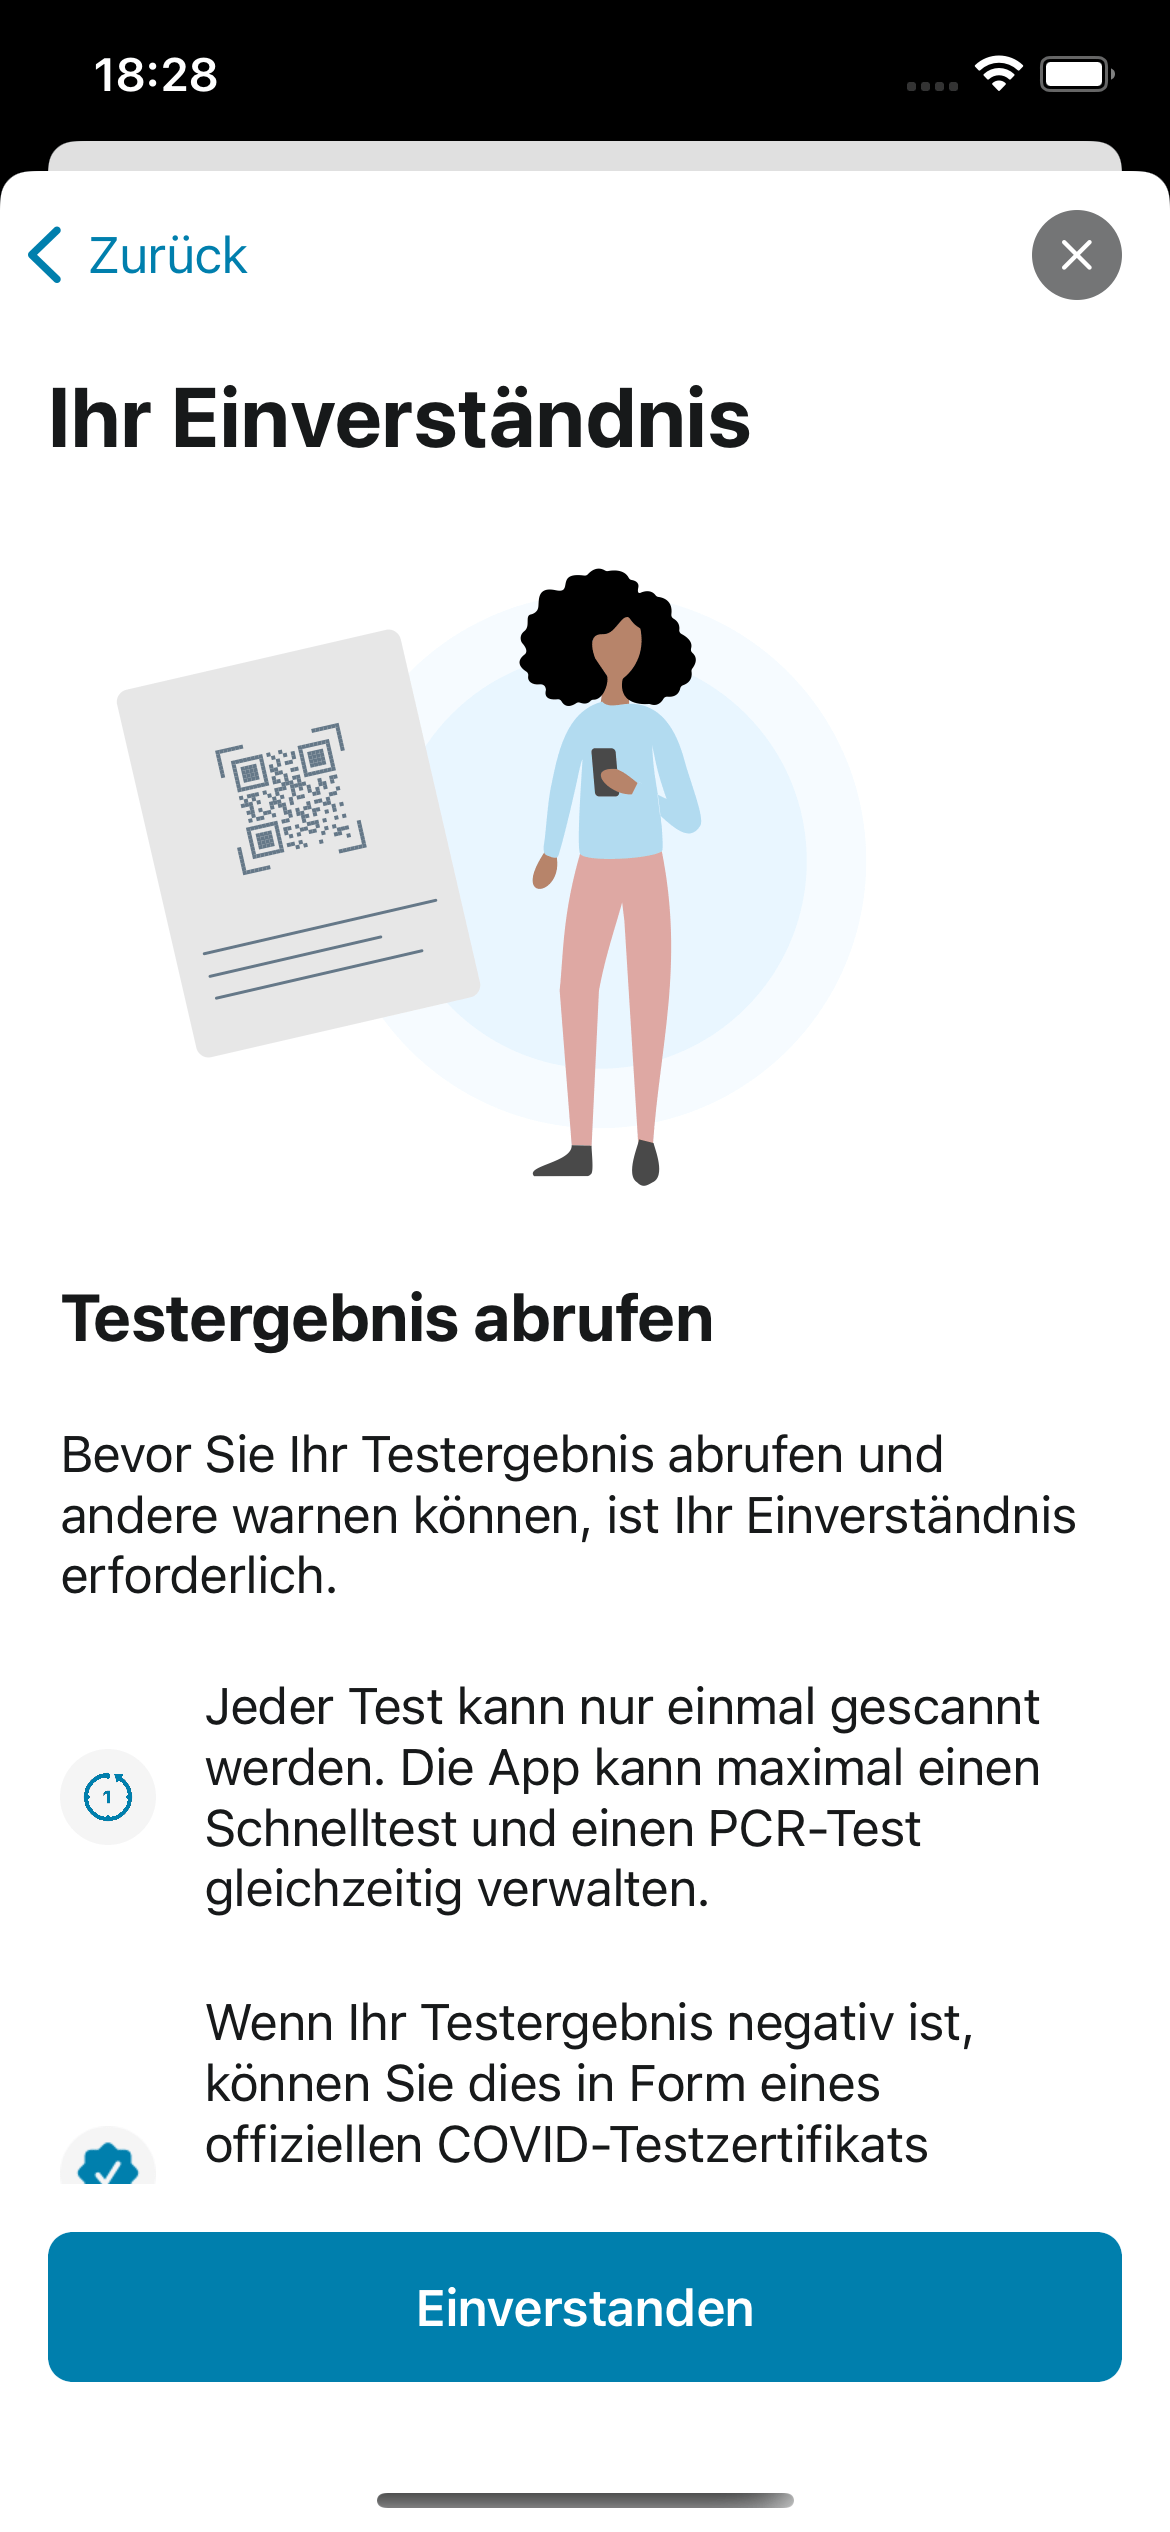 18:28
Zurück
Ihr Einverständnis
Testergebnis abrufen
Bevor Sie Ihr Testergebnis abrufen und
andere warnen können, ist Ihr Einverständnis
erforderlich.
Jeder Test kann nur einmal gescannt
werden. Die App kann maximal einen
Schnelltest und einen PCR-Test
gleichzeitig verwalten.
1
Wenn Ihr Testergebnis negativ ist,
können Sie dies in Form eines
offiziellen COVID-Testzertifikats
Einverstanden